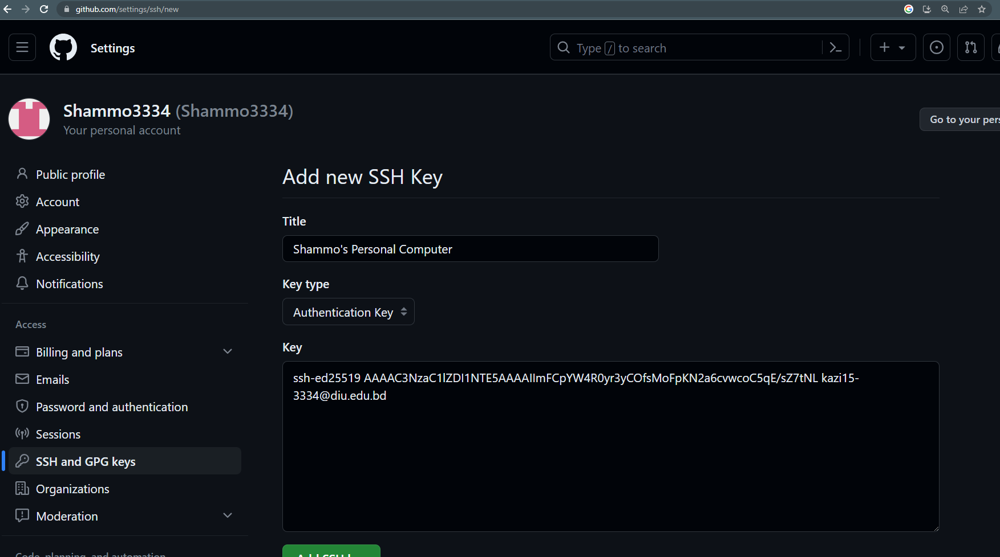 github.com/settings/ssh/new
Settings
Type / to search
Shammo3334 (Shammo3334)
Your personal account
Go to your pers
Public profile
Account
Appearance
Accessibility
Notifications
Access
Billing and plans
Emails
Password and authentication
Sessions
SSH and GPG keys
Organizations
Moderation
Code, planning, and automation
Add new SSH Key
Title
Shammo's Personal Computer
Key type
Authentication Key
Key
ssh-ed25519 AAAAC3NzaC1lZDI1NTE5AAAAIImFCpYW4R0yr3yCOfsMoFpKN2a6cvwcoC5qE/sZ7tNL kazi15-
3334@diu.edu.bd
Add SSH k